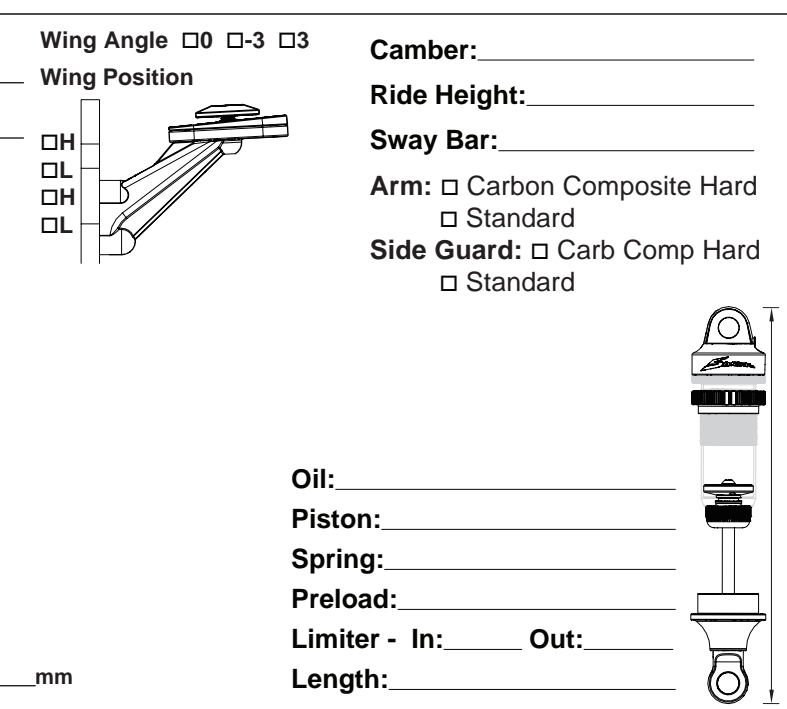 Wing Angle □0 □-3 □3
Wing Position
□H
□L
□H
□L
Camber:
Ride Height:
Sway Bar:
Arm: □ Carbon Composite Hard
□ Standard
Side Guard: □ Carb Comp Hard
□ Standard
Oil:
Piston:
Spring:
Preload:
Limiter - In: Out:
Length:
mm